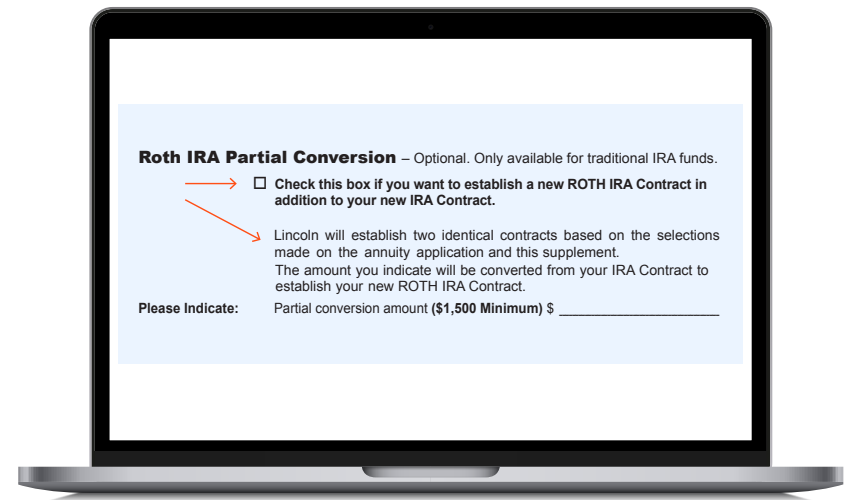 Roth IRA Partial Conversion – Optional. Only available for traditional IRA funds.
☐ Check this box if you want to establish a new ROTH IRA Contract in
addition to your new IRA Contract.
Lincoln will establish two identical contracts based on the selections
made on the annuity application and this supplement.
The amount you indicate will be converted from your IRA Contract to
establish your new ROTH IRA Contract.
Please Indicate: Partial conversion amount ($1,500 Minimum) $ ____________________